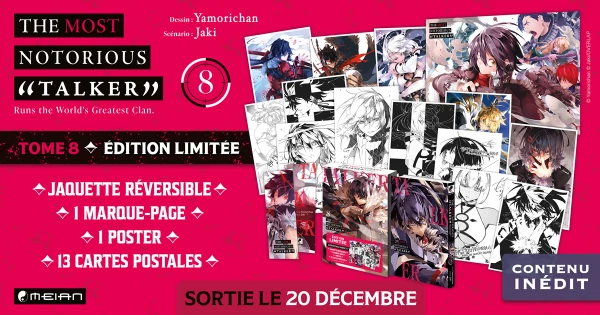 THE MOST
NOTORIOUS
“TALKER”
Runs the World's Greatest Clan.
Dessin : Yamorichan
Scénario : Jaki
8
TOME 8 ✧ ÉDITION LIMITÉE
JAQUETTE RÉVERSIBLE
1 MARQUE-PAGE
1 POSTER
13 CARTES POSTALES
MEIAN
SORTIE LE 20 DÉCEMBRE
CONTENU
INÉDIT